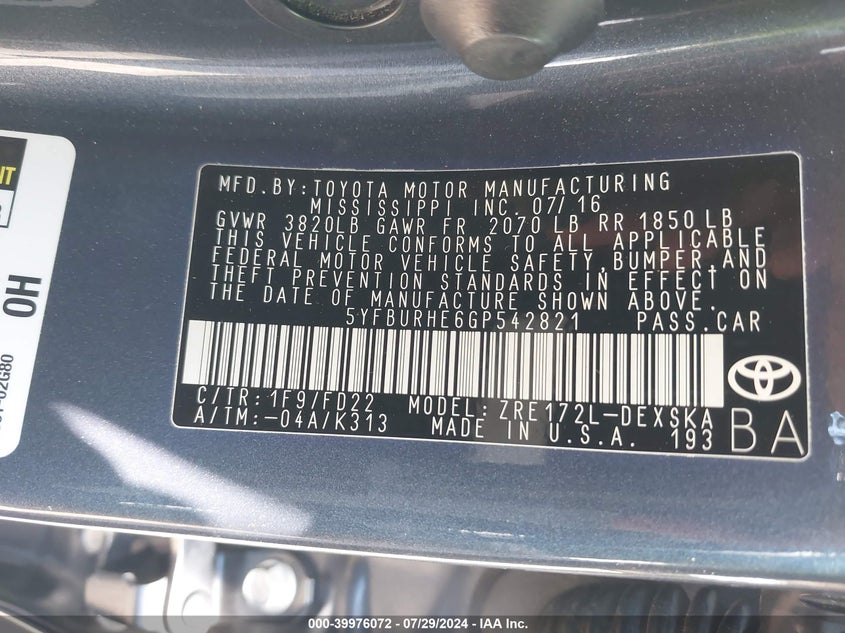 MFD.BY:TOYOTA MOTOR MANUFACTURING
MISSISSIPPI INC. 07/16
GVWR 3820LB GAWR FR 2070 LB RR 1850LB
THIS VEHICLE CONFORMS TO ALL APPLICABLE
FEDERAL MOTOR VEHICLE SAFETY,BUMPER,AND
THEFT PREVENTION STANDARDS IN EFFECT ON
THE DATE OF MANUFACTURE SHOWN ABOVE.
5YFBURHE6GP542821 PASS.CAR
C/TR:1F9/FD22 MODEL:ZRE172L-DEXSKA
A/TM:-04A/K313 MADE IN U.S.A. 193
BA
OH
02G80
000-39976072 / 07/29/2024 - IAA Inc.